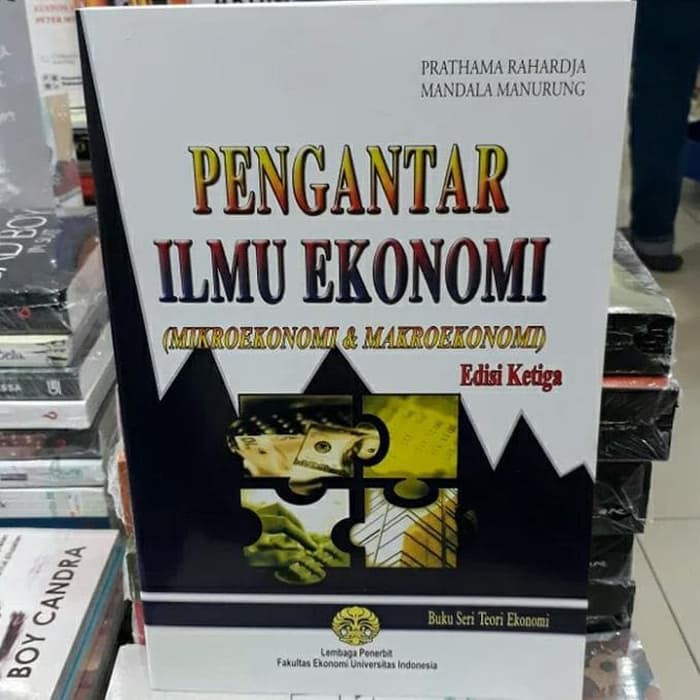 PRATHAMA RAHARDJA
MANDALA MANURUNG
PENGANTAR
ILMU EKONOMI
(MIKROEKONOMI & MAKROEKONOMI)
Edisi Ketiga
Buku Seri Teori Ekonomi
Lembaga Penerbit
Fakultas Ekonomi Universitas Indonesia
BOY CANDRA